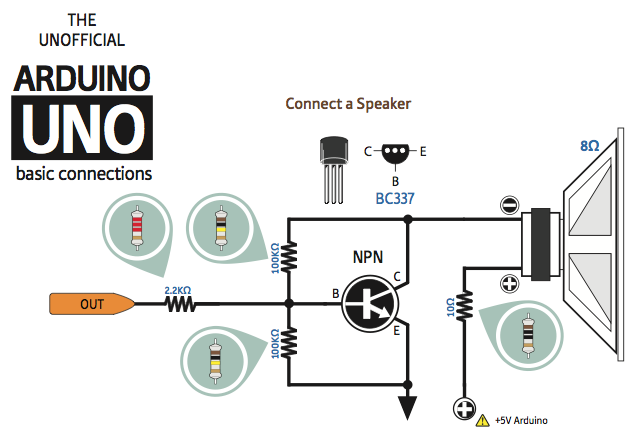 THE
UNOFFICIAL
ARDUINO
UNO
basic connections
Connect a Speaker
C
E
B
BC337
8Ω
100KΩ
NPN
C
2.2KΩ
B
OUT
10Ω
E
100KΩ
+5V Arduino